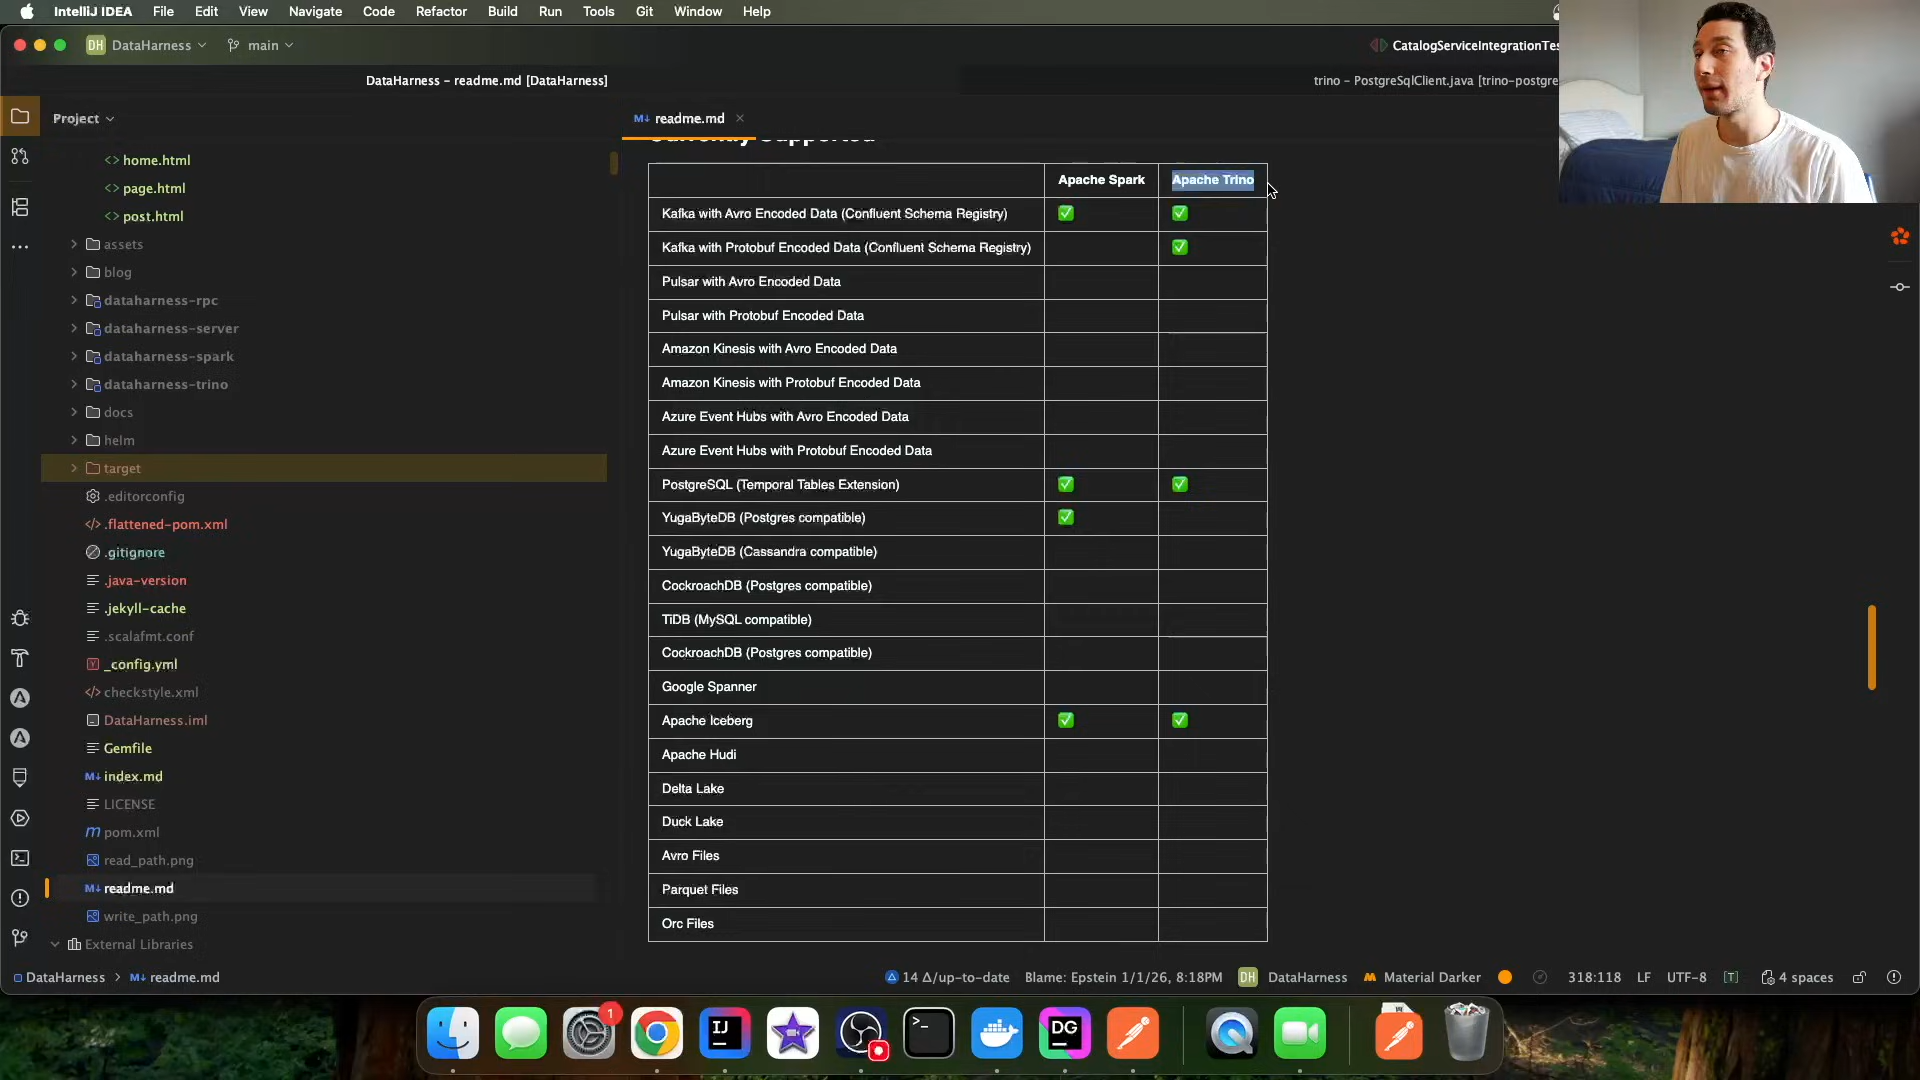 IntelliJ IDEA File Edit View Navigate Code Refactor Build Run Tools Git Window Help
DH DataHarness main CatalogServiceIntegrationTes
DataHarness – readme.md [DataHarness] trino – PostgreSqlClient.java [trino-postgre
Project
M↓ readme.md ×
<> home.html
<> page.html
<> post.html
assets
blog
dataharness-rpc
dataharness-server
dataharness-spark
dataharness-trino
docs
helm
target
.editorconfig
</> .flattened-pom.xml
.gitignore
.java-version
.jekyll-cache
.scalafmt.conf
Y _config.yml
</> checkstyle.xml
DataHarness.iml
Gemfile
M↓ index.md
LICENSE
m pom.xml
read_path.png
M↓ readme.md
write_path.png
External Libraries
Currently Supported
Apache Spark Apache Trino
Kafka with Avro Encoded Data (Confluent Schema Registry) ✅ ✅
Kafka with Protobuf Encoded Data (Confluent Schema Registry) ✅
Pulsar with Avro Encoded Data
Pulsar with Protobuf Encoded Data
Amazon Kinesis with Avro Encoded Data
Amazon Kinesis with Protobuf Encoded Data
Azure Event Hubs with Avro Encoded Data
Azure Event Hubs with Protobuf Encoded Data
PostgreSQL (Temporal Tables Extension) ✅ ✅
YugaByteDB (Postgres compatible) ✅
YugaByteDB (Cassandra compatible)
CockroachDB (Postgres compatible)
TiDB (MySQL compatible)
CockroachDB (Postgres compatible)
Google Spanner
Apache Iceberg ✅ ✅
Apache Hudi
Delta Lake
Duck Lake
Avro Files
Parquet Files
Orc Files
DataHarness > M↓ readme.md 14 Δ/up-to-date Blame: Epstein 1/1/26, 8:18PM DH DataHarness Material Darker 318:118 LF UTF-8 [T] 4 spaces
1
IJ
>_
DG
W